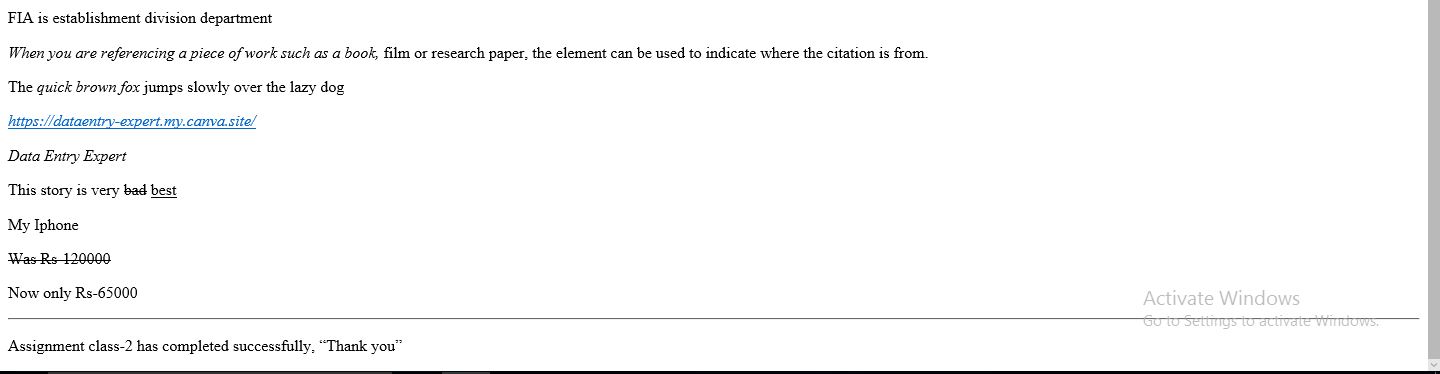 FIA is establishment division department
When you are referencing a piece of work such as a book, film or research paper, the element can be used to indicate where the citation is from.
The quick brown fox jumps slowly over the lazy dog
https://dataentry-expert.my.canva.site/
Data Entry Expert
This story is very bad best
My Iphone
Was Rs-120000
Now only Rs-65000
Activate Windows
Go to Settings to activate Windows.
Assignment class-2 has completed successfully, “Thank you”